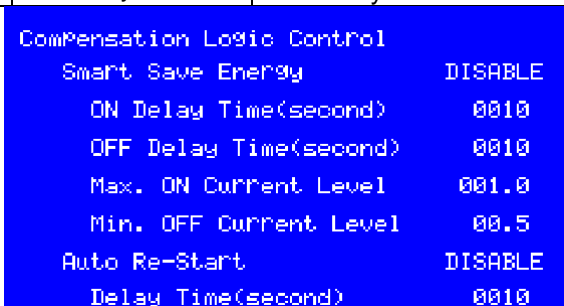 Compensation Logic Control
Smart Save Energy DISABLE
ON Delay Time(second) 0010
OFF Delay Time(second) 0010
Max. ON Current Level 001.0
Min. OFF Current Level 00.5
Auto Re-Start DISABLE
Delay Time(second) 0010